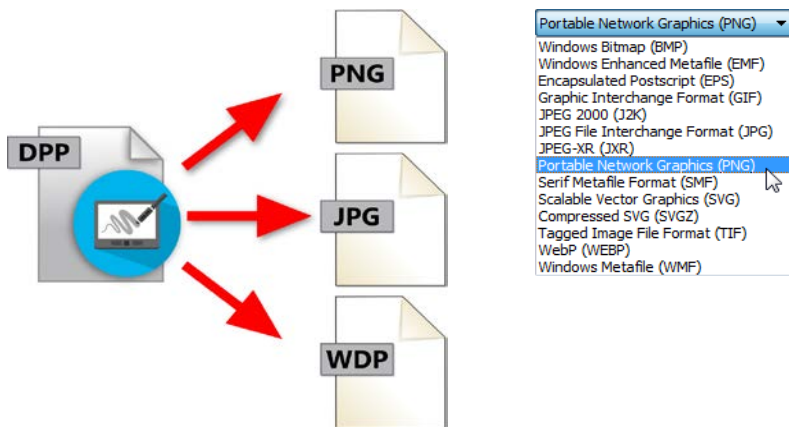 DPP
PNG
JPG
WDP
Portable Network Graphics (PNG)
Windows Bitmap (BMP)
Windows Enhanced Metafile (EMF)
Encapsulated Postscript (EPS)
Graphic Interchange Format (GIF)
JPEG 2000 (J2K)
JPEG File Interchange Format (JPG)
JPEG-XR (JXR)
Portable Network Graphics (PNG)
Serif Metafile Format (SMF)
Scalable Vector Graphics (SVG)
Compressed SVG (SVGZ)
Tagged Image File Format (TIF)
WebP (WEBP)
Windows Metafile (WMF)